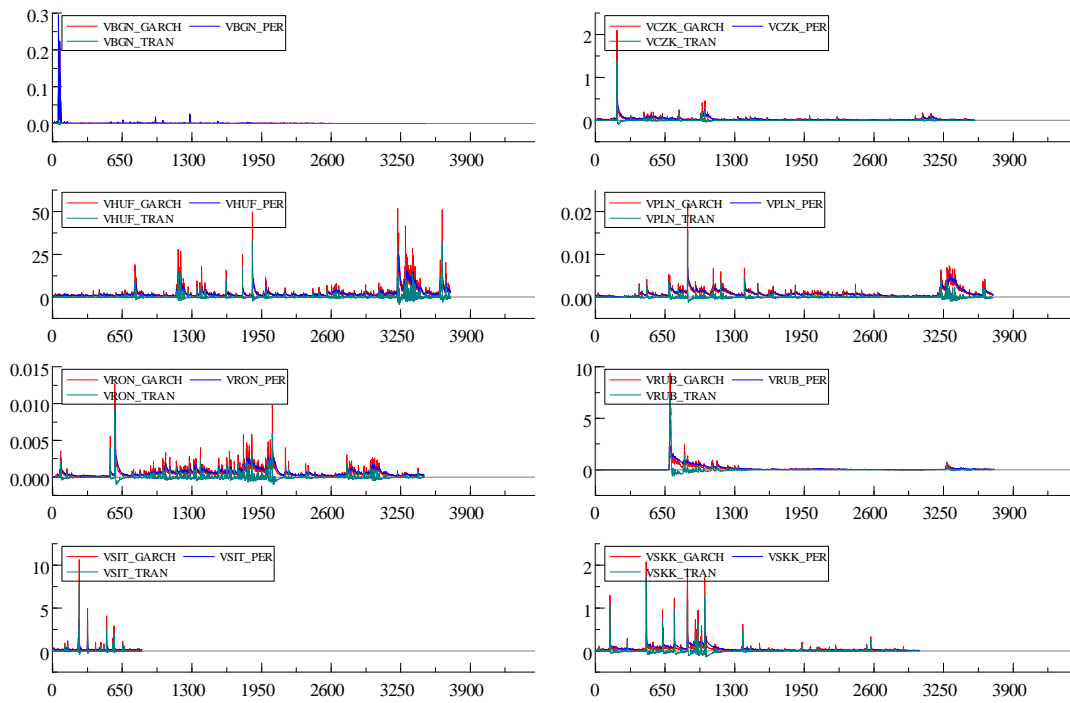 VBGN_GARCH VBGN_PER
VBGN_TRAN
0.3
0.2
0.1
0.0
0 650 1300 1950 2600 3250 3900
VCZK_GARCH VCZK_PER
VCZK_TRAN
2
1
0
0 650 1300 1950 2600 3250 3900
VHUF_GARCH VHUF_PER
VHUF_TRAN
50
25
0
0 650 1300 1950 2600 3250 3900
VPLN_GARCH VPLN_PER
VPLN_TRAN
0.02
0.01
0.00
0 650 1300 1950 2600 3250 3900
VRON_GARCH VRON_PER
VRON_TRAN
0.015
0.010
0.005
0.000
0 650 1300 1950 2600 3250 3900
VRUB_GARCH VRUB_PER
VRUB_TRAN
10
5
0
0 650 1300 1950 2600 3250 3900
VSIT_GARCH VSIT_PER
VSIT_TRAN
10
5
0
0 650 1300 1950 2600 3250 3900
VSKK_GARCH VSKK_PER
VSKK_TRAN
2
1
0
0 650 1300 1950 2600 3250 3900